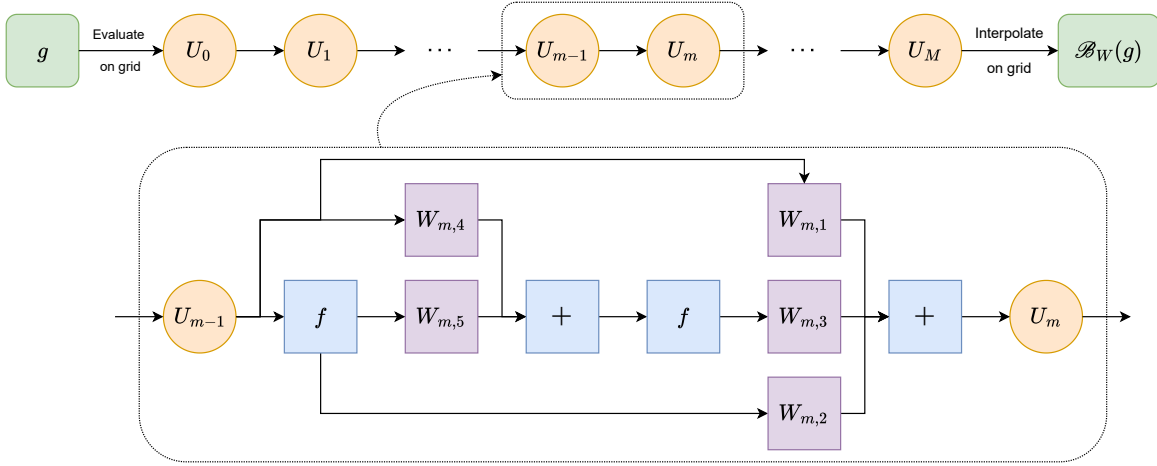 g Evaluate on grid U_0 U_1 ... U_{m−1} U_m ... U_M Interpolate on grid ℬ_W(g)
W_{m,4} W_{m,1}
U_{m−1} f W_{m,5} + f W_{m,3} + U_m
W_{m,2}